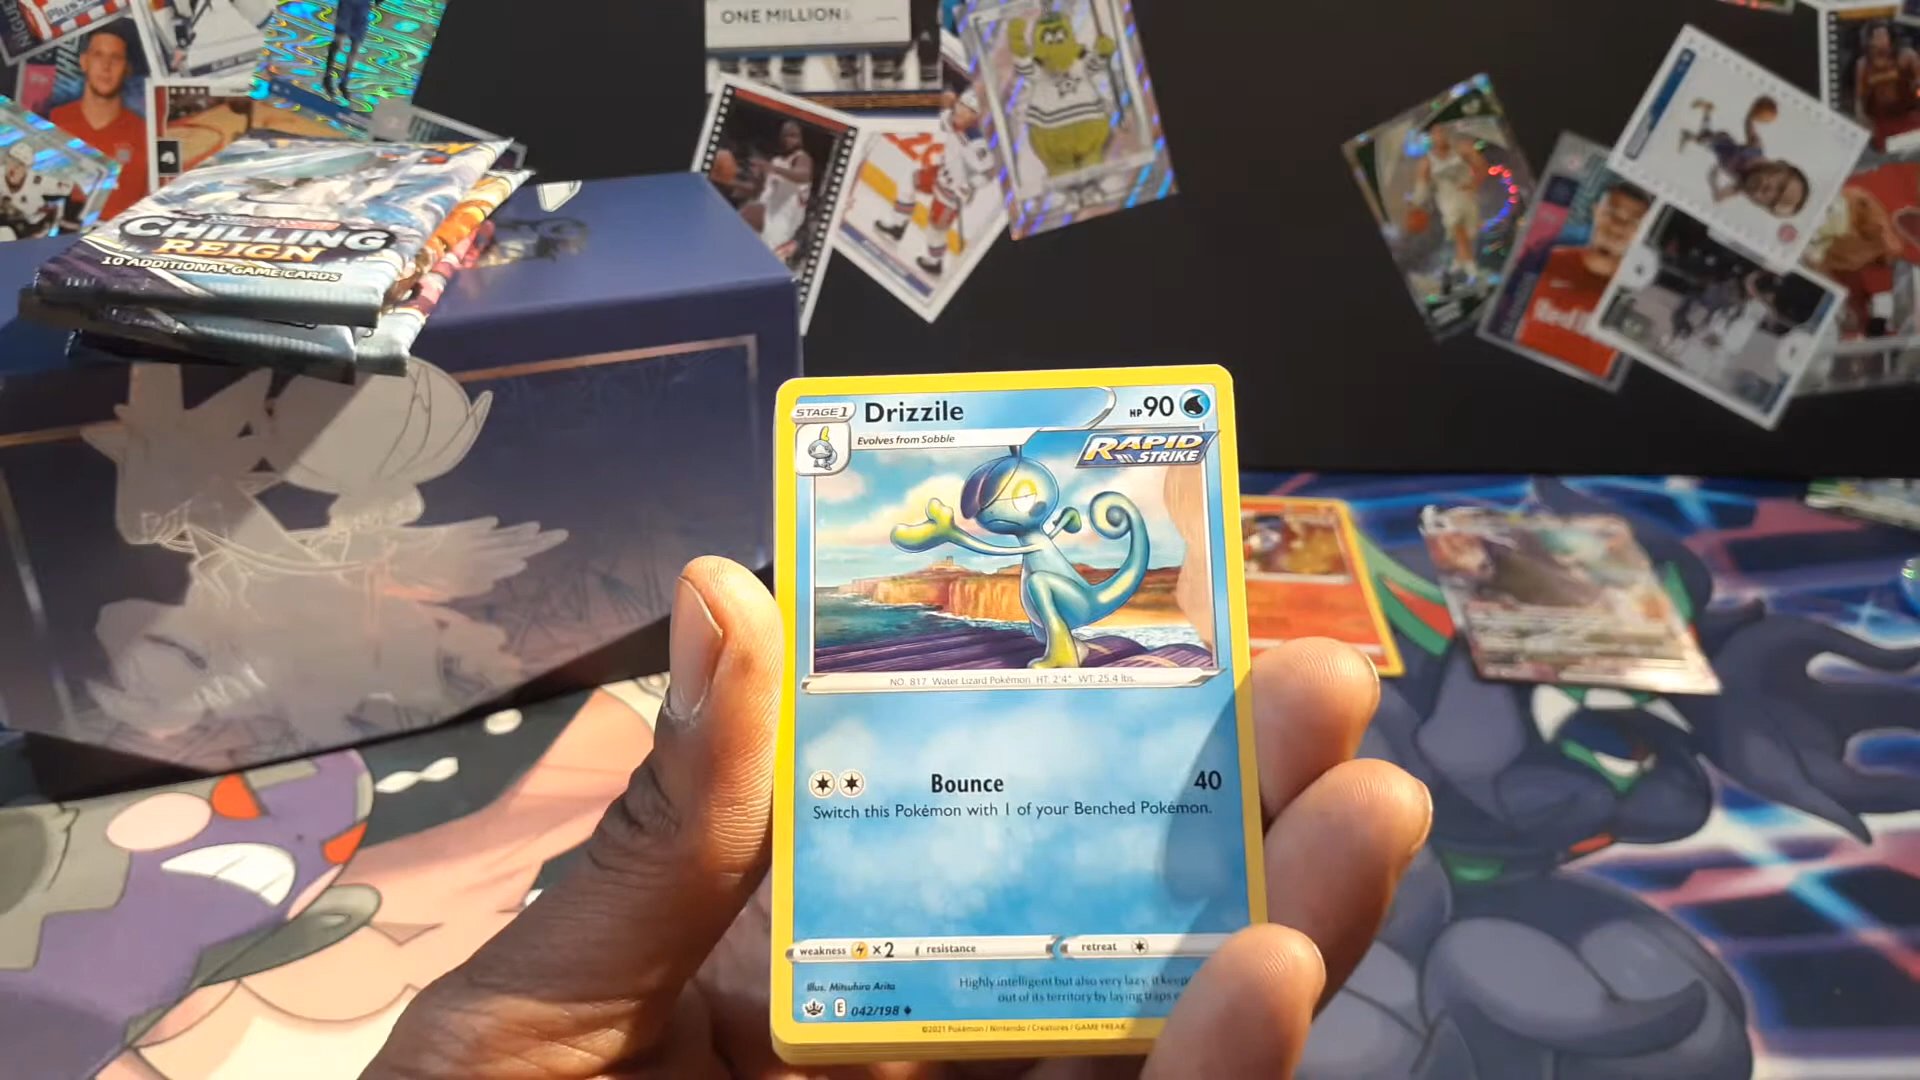 ONE MILLION
CHILLING
REIGN
10 ADDITIONAL GAME CARDS
Red
STAGE 1
Drizzile
HP 90
Evolves from Sobble
RAPID
STRIKE
NO. 817 Water Lizard Pokémon HT: 2'4" WT: 25.4 lbs.
Bounce 40
Switch this Pokémon with 1 of your Benched Pokémon.
weakness ×2 resistance retreat
Illus. Mitsuhiro Arita
Highly intelligent but also very lazy, it keep
out of its territory by laying traps
E 042/198
©2021 Pokémon / Nintendo / Creatures / GAME FREAK